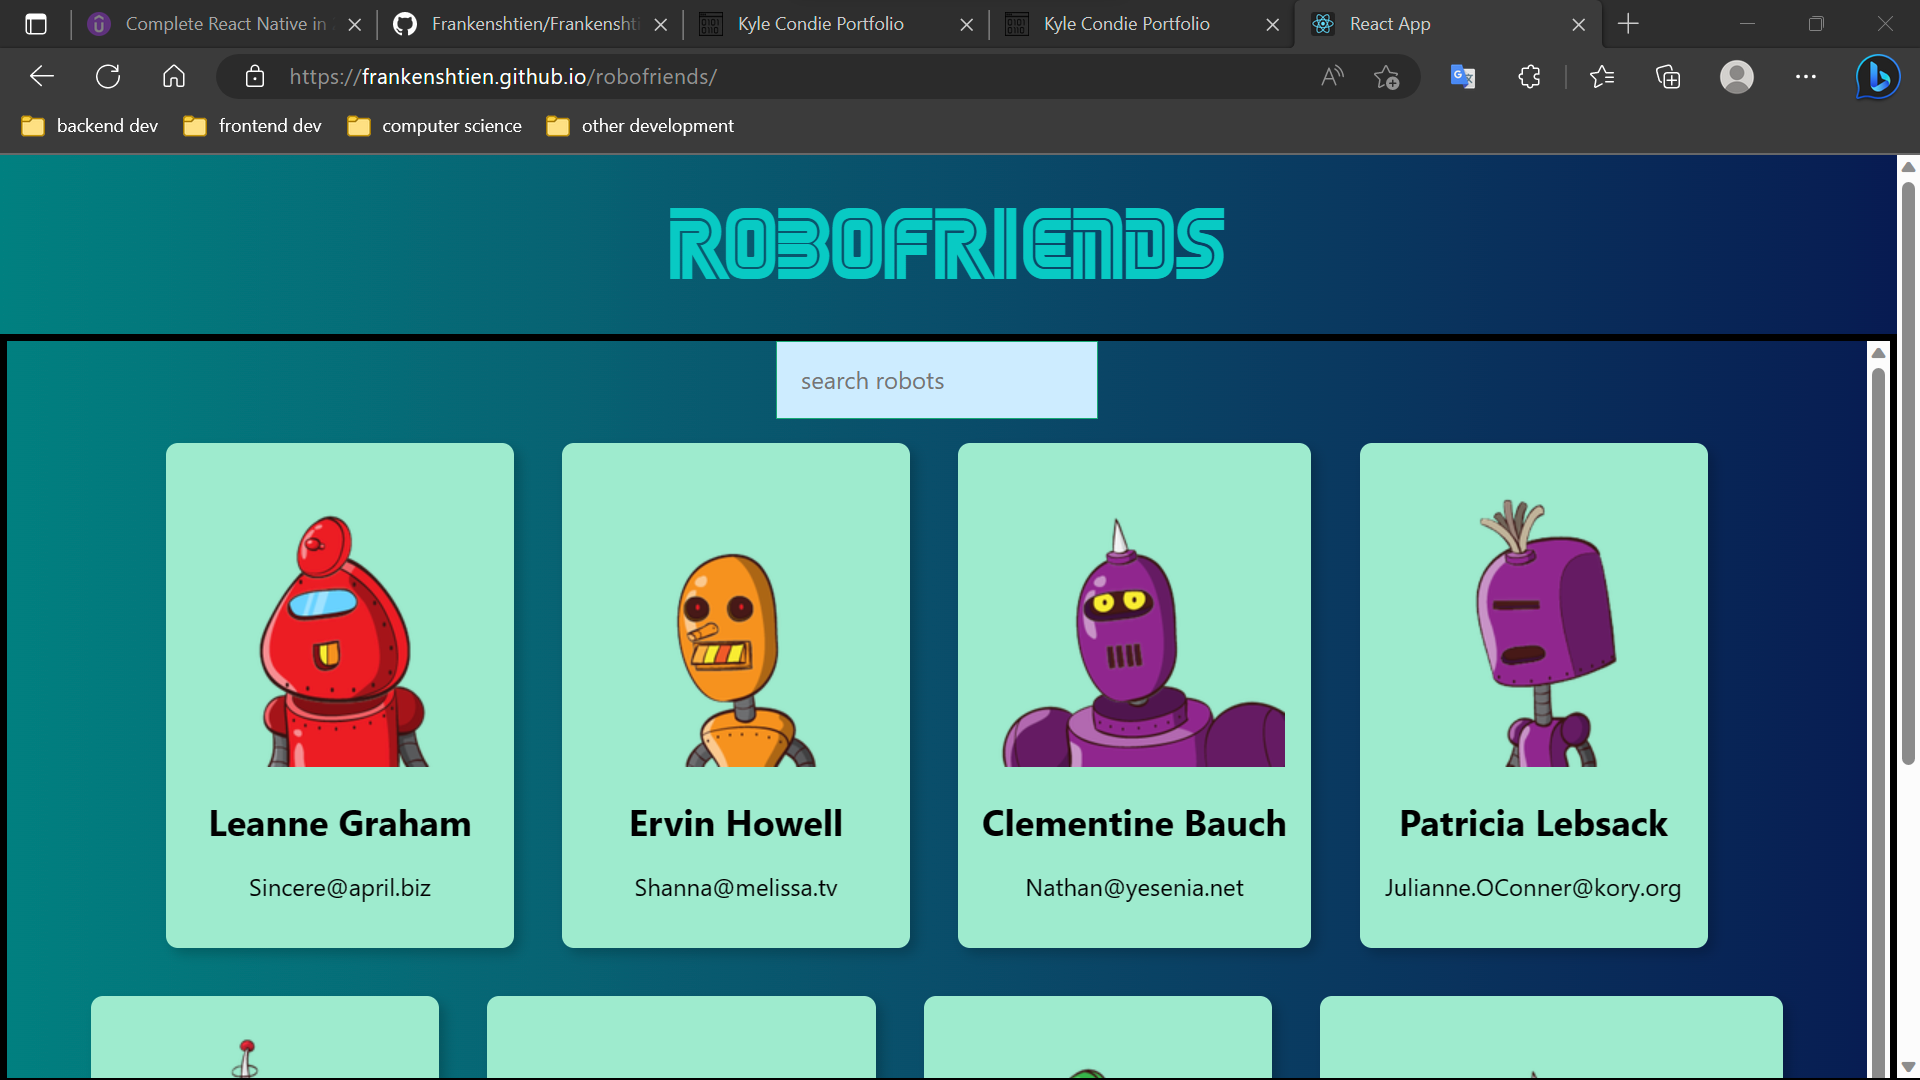 Complete React Native in
Frankenshtien/Frankensht
Kyle Condie Portfolio
Kyle Condie Portfolio
React App
https://frankenshtien.github.io/robofriends/
backend dev
frontend dev
computer science
other development
ROBOFRIENDS
search robots
Leanne Graham
Ervin Howell
Clementine Bauch
Patricia Lebsack
Sincere@april.biz
Shanna@melissa.tv
Nathan@yesenia.net
Julianne.OConner@kory.org